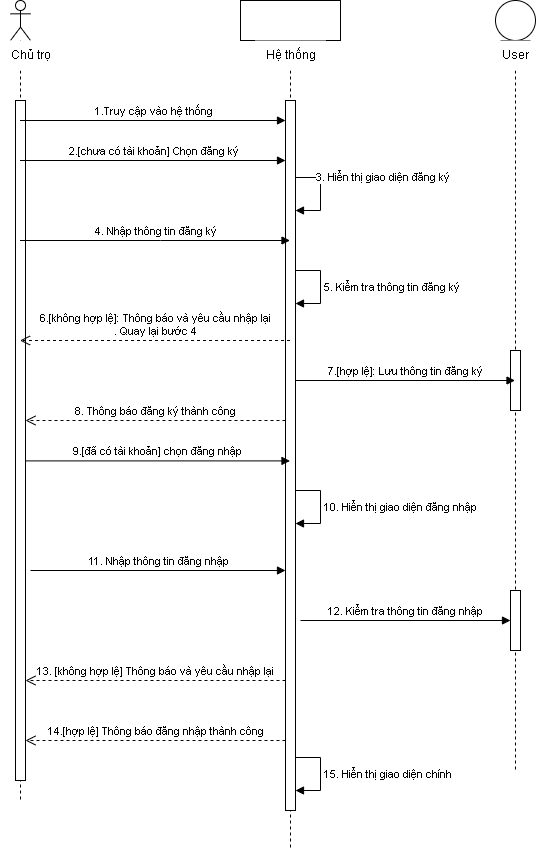 Chủ trọ
Hệ thống
User
1.Truy cập vào hệ thống
2.[chưa có tài khoản] Chọn đăng ký
3. Hiển thị giao diện đăng ký
4. Nhập thông tin đăng ký
5. Kiểm tra thông tin đăng ký
6.[không hợp lệ]: Thông báo và yêu cầu nhập lại
. Quay lại bước 4
7.[hợp lệ]: Lưu thông tin đăng ký
8. Thông báo đăng ký thành công
9.[đã có tài khoản] chọn đăng nhập
10. Hiển thị giao diện đăng nhập
11. Nhập thông tin đăng nhập
12. Kiểm tra thông tin đăng nhập
13. [không hợp lệ] Thông báo và yêu cầu nhập lại
14.[hợp lệ] Thông báo đăng nhập thành công
15. Hiển thị giao diện chính